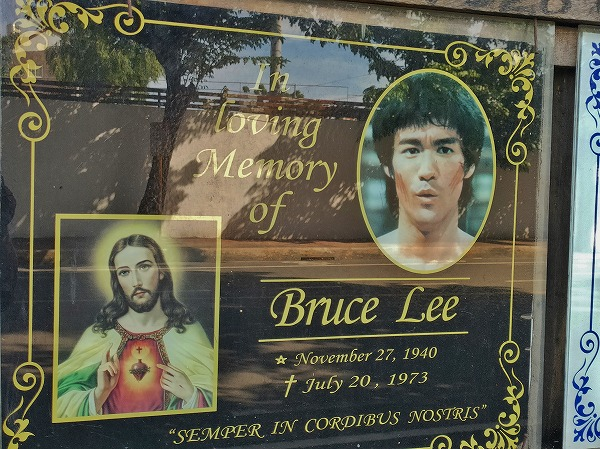 In
loving
Memory
of
Bruce Lee
November 27, 1940
July 20, 1973
"SEMPER IN CORDIBUS NOSTRIS"